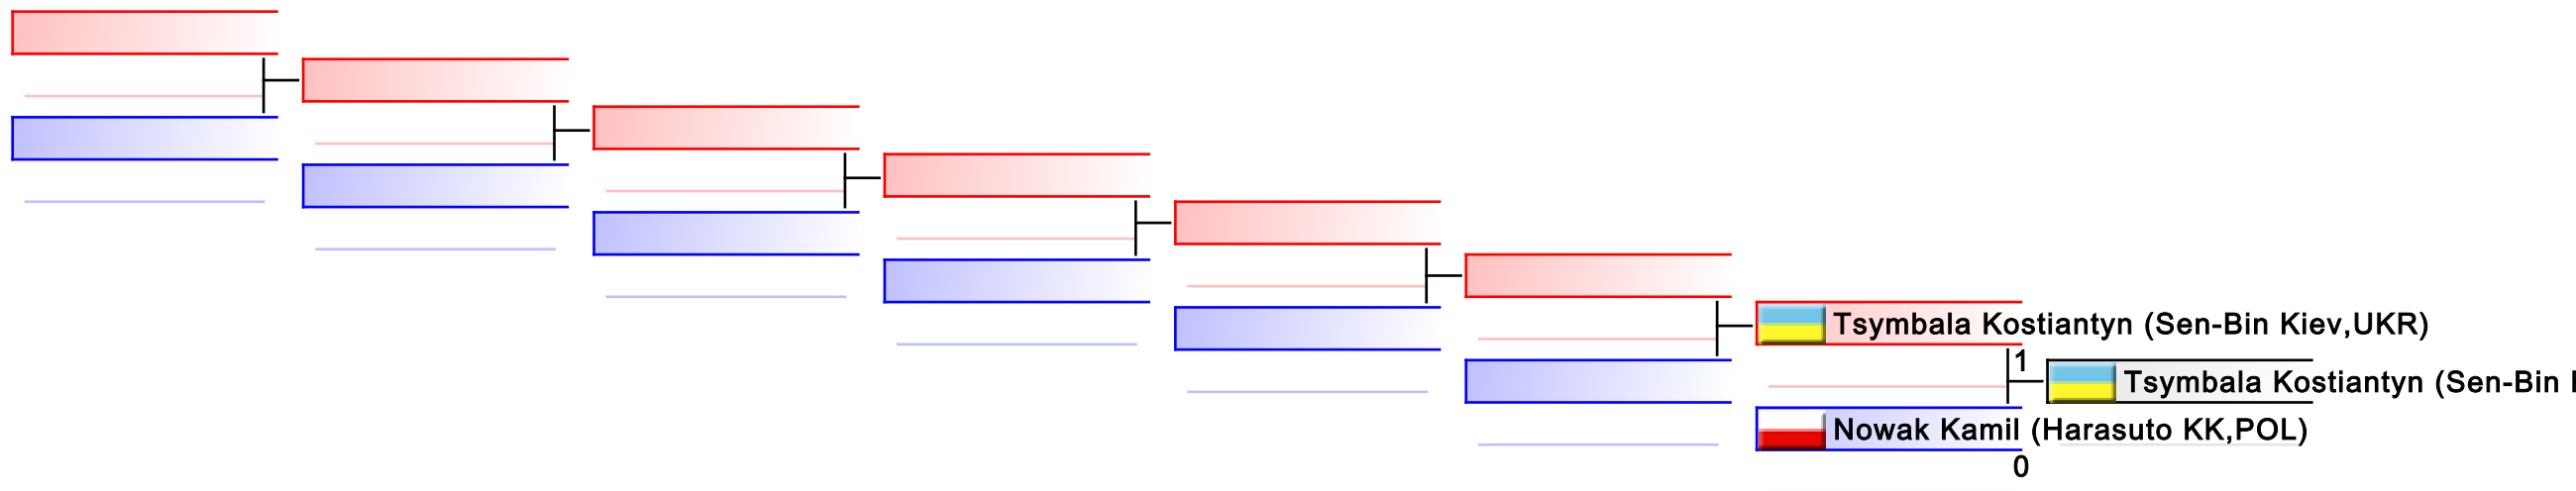 Tsymbala Kostiantyn (Sen-Bin Kiev,UKR)
1
Tsymbala Kostiantyn (Sen-Bin
Nowak Kamil (Harasuto KK,POL)
0